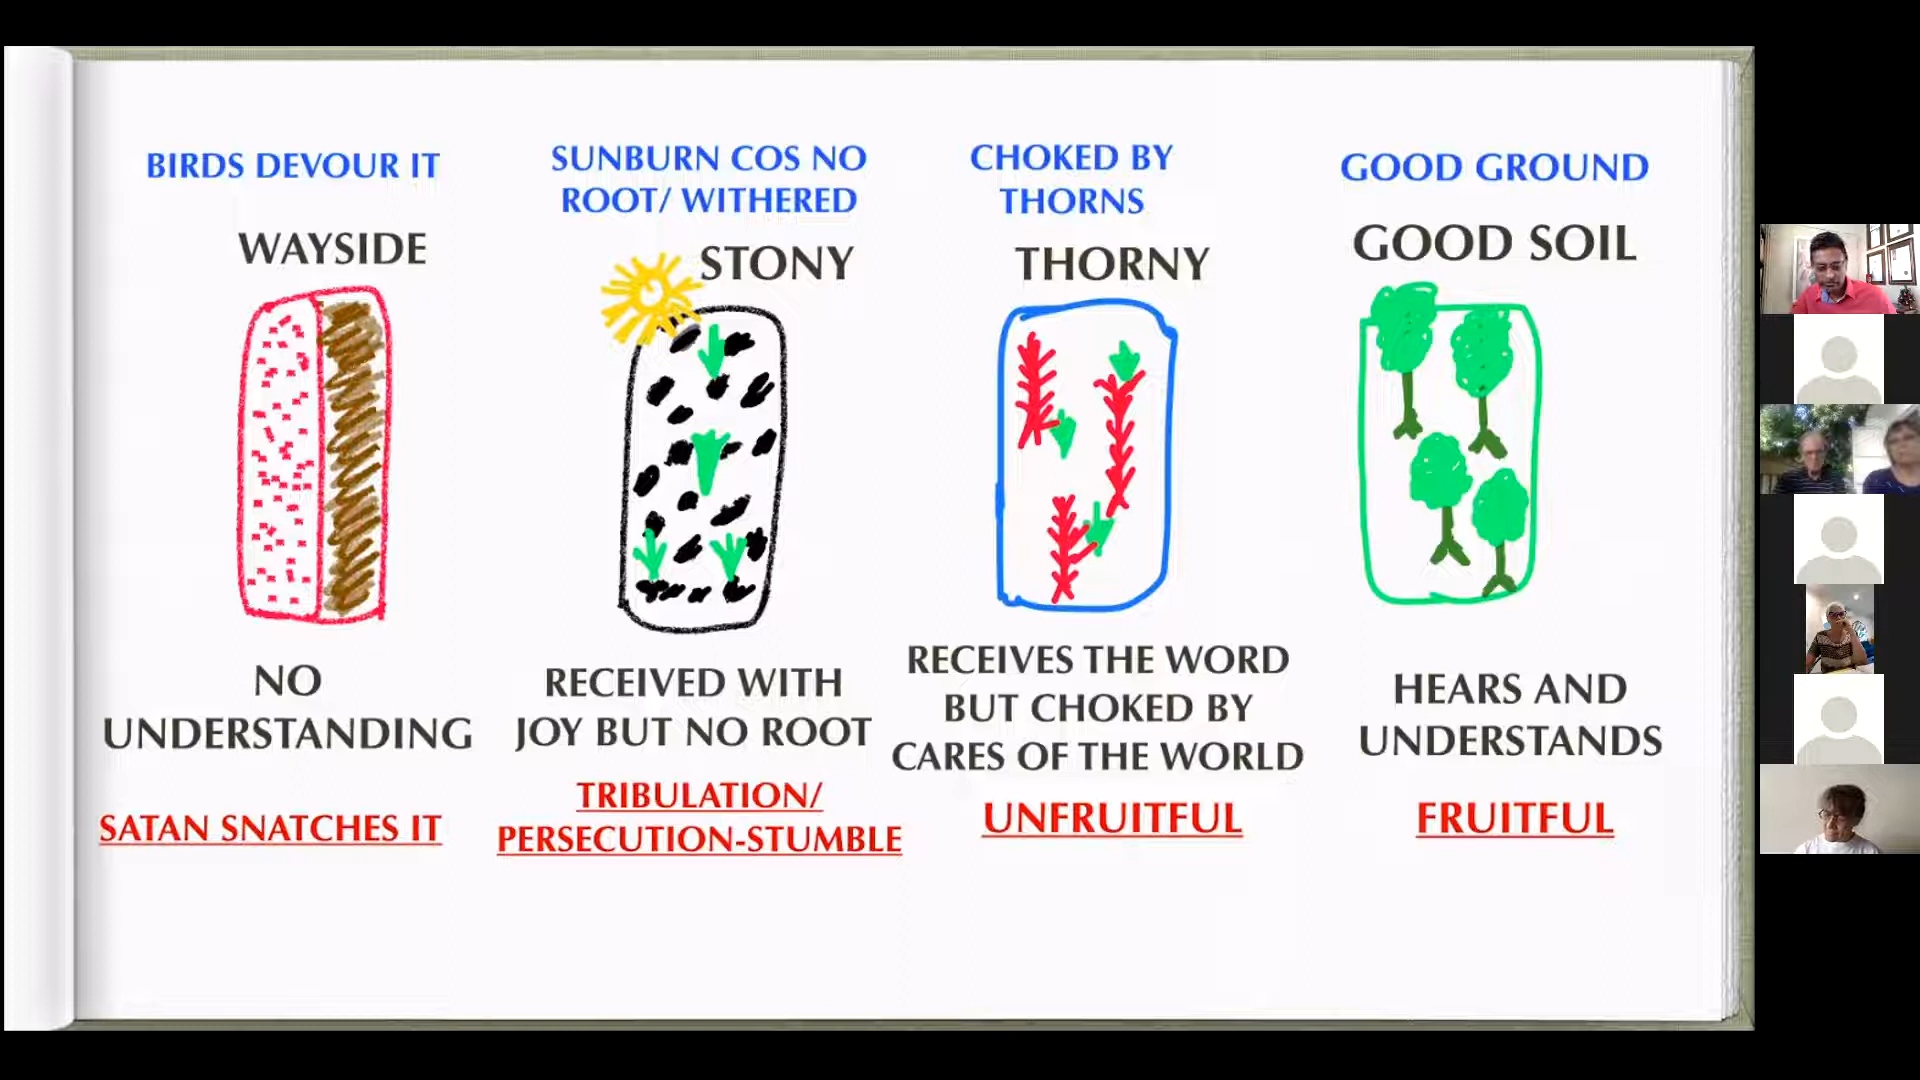 BIRDS DEVOUR IT
WAYSIDE
NO
UNDERSTANDING
SATAN SNATCHES IT
SUNBURN COS NO
ROOT/ WITHERED
STONY
RECEIVED WITH
JOY BUT NO ROOT
TRIBULATION/
PERSECUTION-STUMBLE
CHOKED BY
THORNS
THORNY
RECEIVES THE WORD
BUT CHOKED BY
CARES OF THE WORLD
UNFRUITFUL
GOOD GROUND
GOOD SOIL
HEARS AND
UNDERSTANDS
FRUITFUL